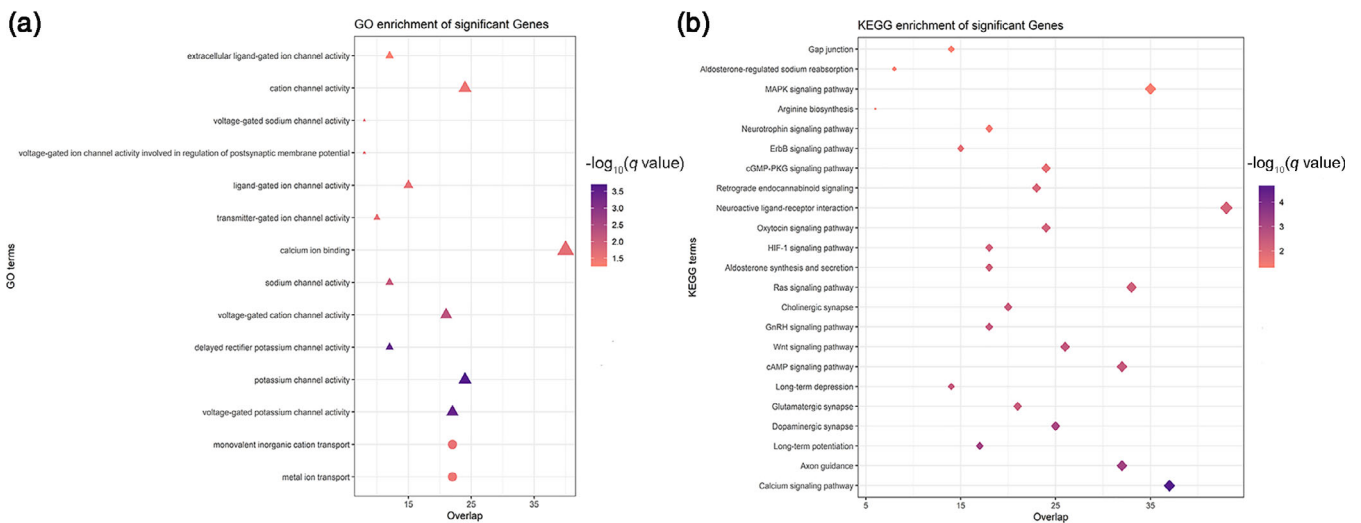 (a)
GO enrichment of significant Genes
extracellular ligand-gated ion channel activity
cation channel activity
voltage-gated sodium channel activity
voltage-gated ion channel activity involved in regulation of postsynaptic membrane potential
ligand-gated ion channel activity
transmitter-gated ion channel activity
calcium ion binding
sodium channel activity
voltage-gated cation channel activity
delayed rectifier potassium channel activity
potassium channel activity
voltage-gated potassium channel activity
monovalent inorganic cation transport
metal ion transport
GO terms
15 25 35
Overlap
-log10(q value)
3.5
3.0
2.5
2.0
1.5
(b)
KEGG enrichment of significant Genes
Gap junction
Aldosterone-regulated sodium reabsorption
MAPK signaling pathway
Arginine biosynthesis
Neurotrophin signaling pathway
ErbB signaling pathway
cGMP-PKG signaling pathway
Retrograde endocannabinoid signaling
Neuroactive ligand-receptor interaction
Oxytocin signaling pathway
HIF-1 signaling pathway
Aldosterone synthesis and secretion
Ras signaling pathway
Cholinergic synapse
GnRH signaling pathway
Wnt signaling pathway
cAMP signaling pathway
Long-term depression
Glutamatergic synapse
Dopaminergic synapse
Long-term potentiation
Axon guidance
Calcium signaling pathway
KEGG terms
5 15 25 35
Overlap
-log10(q value)
4
3
2